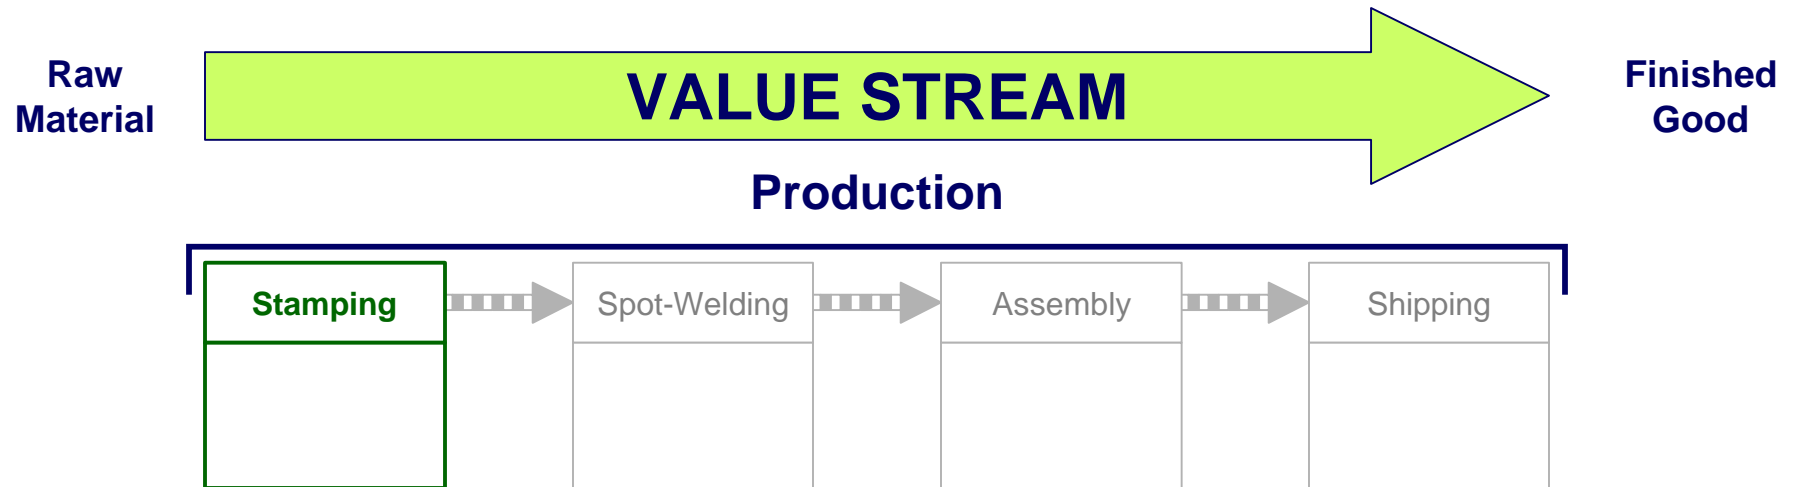 Raw
Material
VALUE STREAM
Finished
Good
Production
Stamping
Spot-Welding
Assembly
Shipping